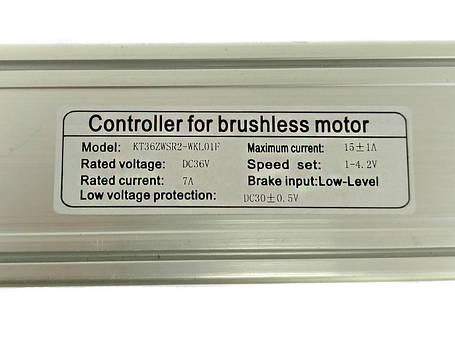 Controller for brushless motor
Model: KT36ZWSR2-WKL01F Maximum current: 15±1A
Rated voltage: DC36V Speed set: 1-4.2V
Rated current: 7A Brake input:Low-Level
Low voltage protection: DC30±0.5V